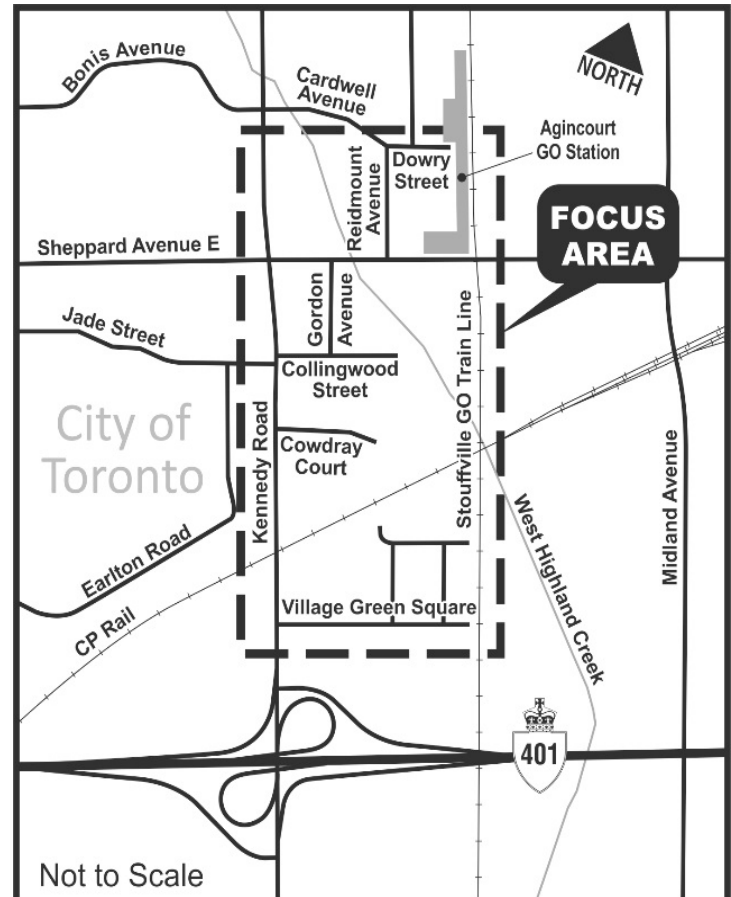 Bonis Avenue
Cardwell
Avenue
NORTH
Agincourt
GO Station
Reidmount
Avenue
Dowry
Street
FOCUS
AREA
Sheppard Avenue E
Gordon
Avenue
Jade Street
Collingwood
Street
Stouffville GO Train Line
City of
Toronto
Kennedy Road
Cowdray
Court
Midland Avenue
West Highland Creek
Earlton Road
CP Rail
Village Green Square
401
Not to Scale